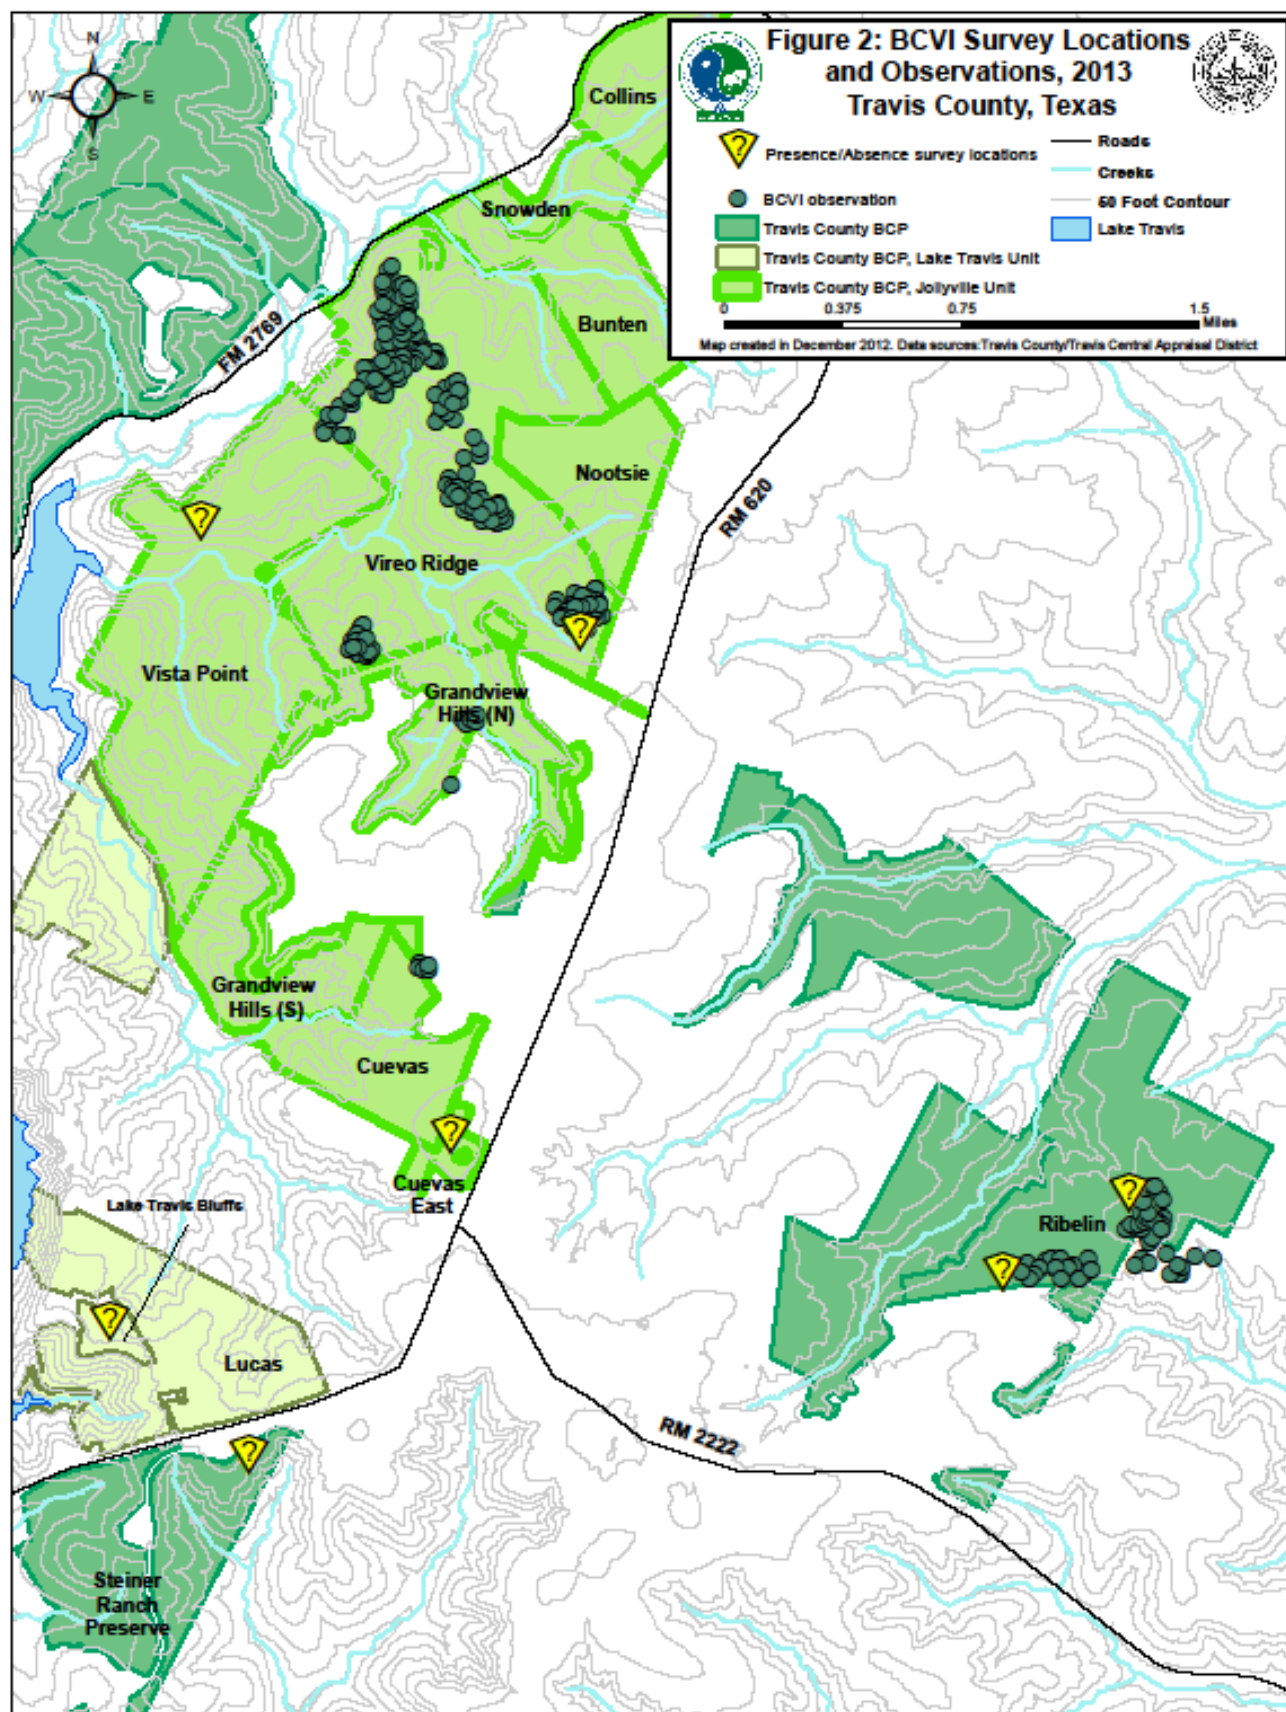 Figure 2: BCVI Survey Locations
and Observations, 2013
Travis County, Texas
Presence/Absence survey locations
BCVI observation
Travis County BCP
Travis County BCP, Lake Travis Unit
Travis County BCP, Jollyville Unit
Roads
Creeks
50 Foot Contour
Lake Travis
0 0.375 0.75 1.5
Miles
Map created in December 2012. Data sources:Travis County/Travis Central Appraisal District
N
W E
S
Collins
Snowden
Bunten
FM 2769
Nootsie
RM 620
Vireo Ridge
Vista Point
Grandview
Hills (N)
Grandview
Hills (S)
Cuevas
Cuevas
East
Lake Travis Bluffs
Ribelin
Lucas
RM 2222
Steiner
Ranch
Preserve
?
?
?
?
?
?
?
?